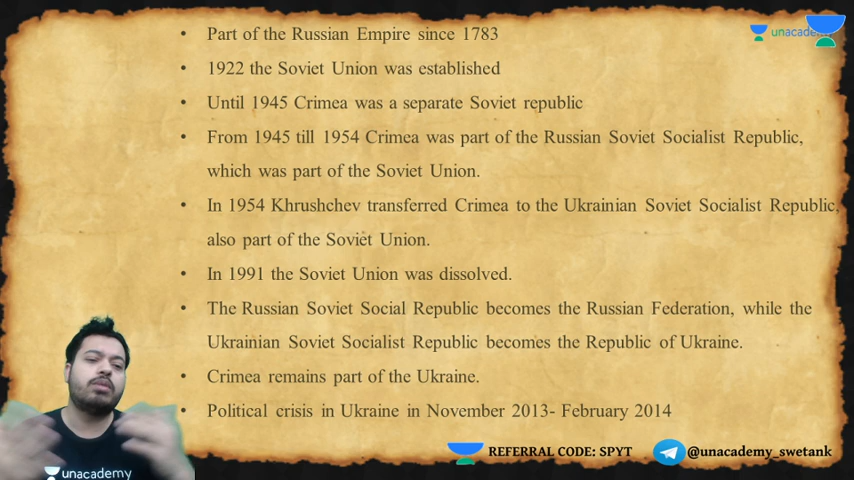 Part of the Russian Empire since 1783
unacademy
1922 the Soviet Union was established
Until 1945 Crimea was a separate Soviet republic
From 1945 till 1954 Crimea was part of the Russian Soviet Socialist Republic,
which was part of the Soviet Union.
In 1954 Khrushchev transferred Crimea to the Ukrainian Soviet Socialist Republic,
also part of the Soviet Union.
In 1991 the Soviet Union was dissolved.
The Russian Soviet Social Republic becomes the Russian Federation, while the
Ukrainian Soviet Socialist Republic becomes the Republic of Ukraine.
Crimea remains part of the Ukraine.
Political crisis in Ukraine in November 2013- February 2014
REFERRAL CODE: SPYT
@unacademy_swetank
unacademy